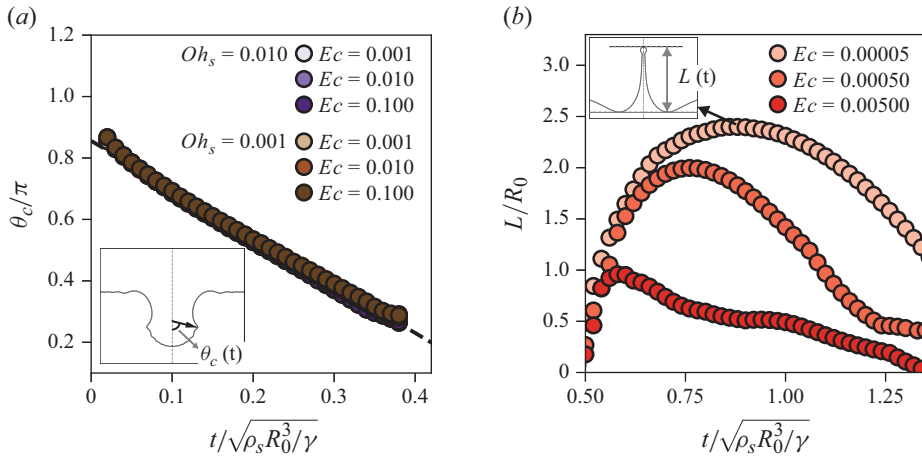 (a)
1.2
1.0
0.8
0.6
0.4
0.2
θc/π
Ohs = 0.010 Ec = 0.001
Ec = 0.010
Ec = 0.100
Ohs = 0.001 Ec = 0.001
Ec = 0.010
Ec = 0.100
θc (t)
0 0.1 0.2 0.3 0.4
t/√ρsR0³/γ
(b)
3.0
2.5
2.0
1.5
1.0
0.5
0
L/R0
L (t)
Ec = 0.00005
Ec = 0.00050
Ec = 0.00500
0.50 0.75 1.00 1.25
t/√ρsR0³/γ